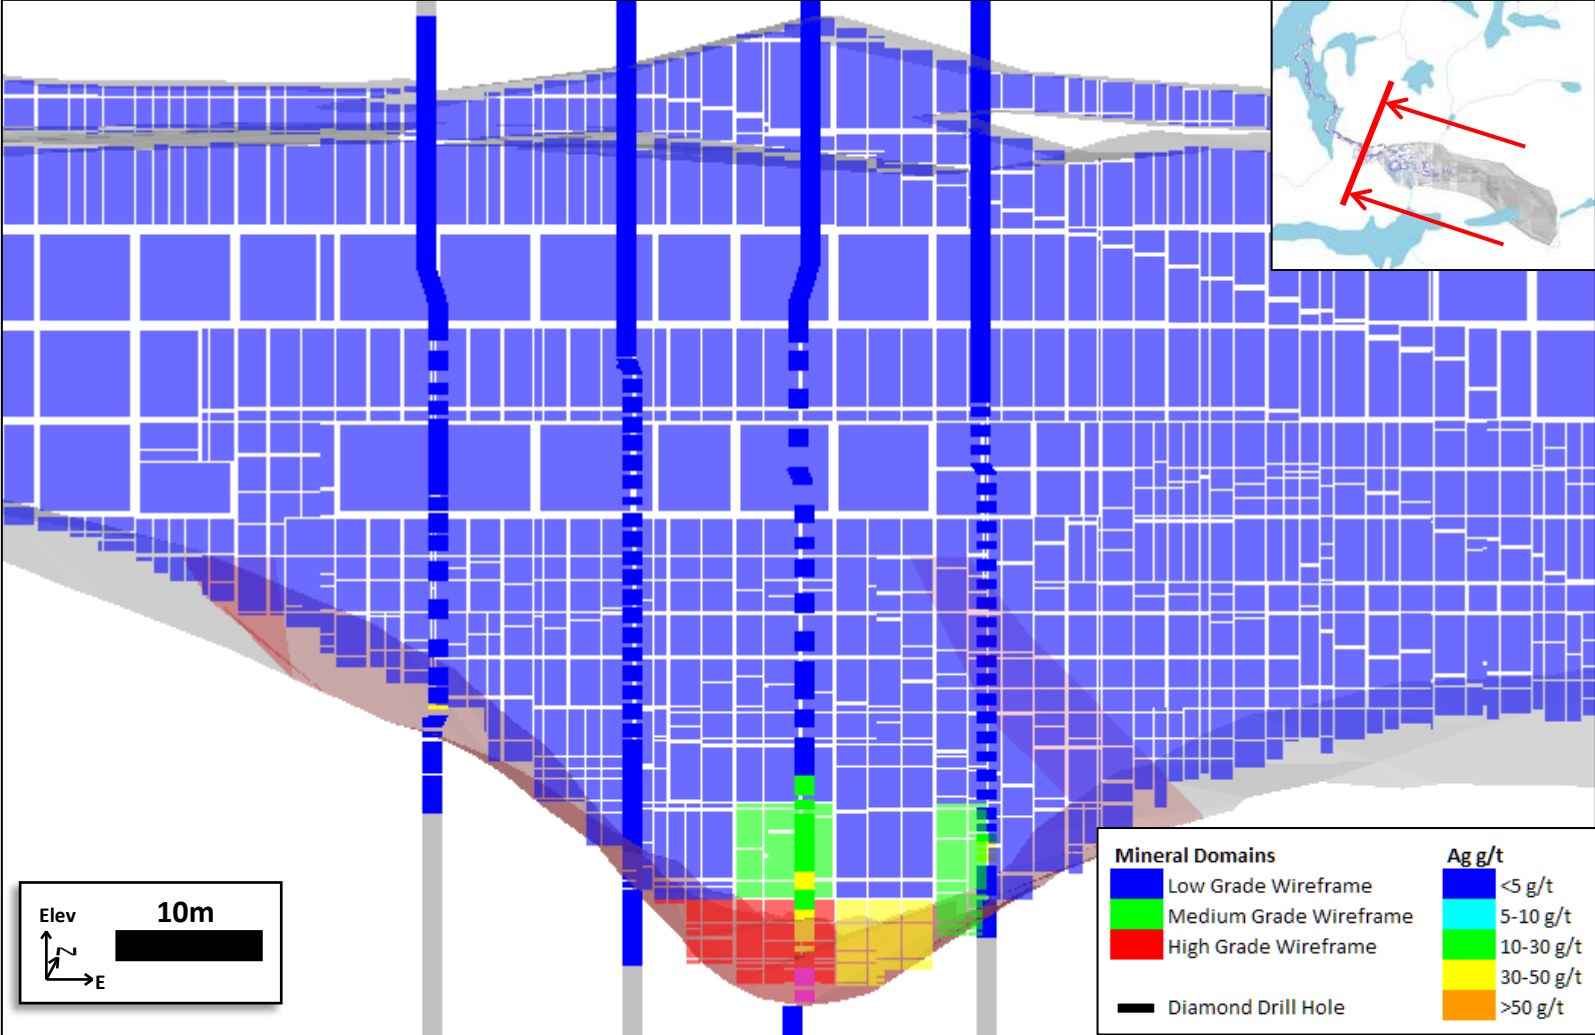 Elev
10m
N
E
Mineral Domains
Low Grade Wireframe
Medium Grade Wireframe
High Grade Wireframe
Diamond Drill Hole
Ag g/t
<5 g/t
5-10 g/t
10-30 g/t
30-50 g/t
>50 g/t